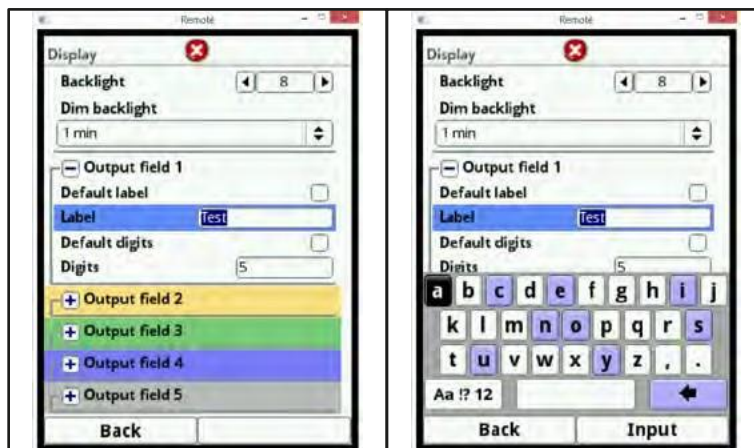 Remote
Display
Backlight 8
Dim backlight
1 min
Output field 1
Default label
Label Test
Default digits
Digits 5
Output field 2
Output field 3
Output field 4
Output field 5
Back
Remote
Display
Backlight 8
Dim backlight
1 min
Output field 1
Default label
Label Test
Default digits
Digits 5
a b c d e f g h i j
k l m n o p q r s
t u v w x y z , .
Aa !? 12
Back Input